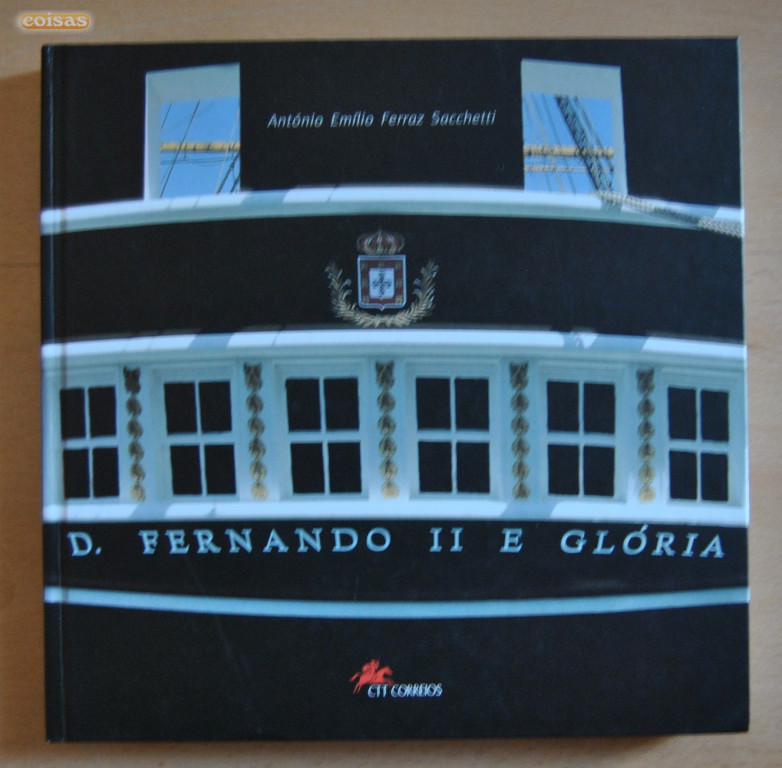 coisas
António Emílio Ferraz Sacchetti
D. FERNANDO II E GLÓRIA
CTT CORREIOS